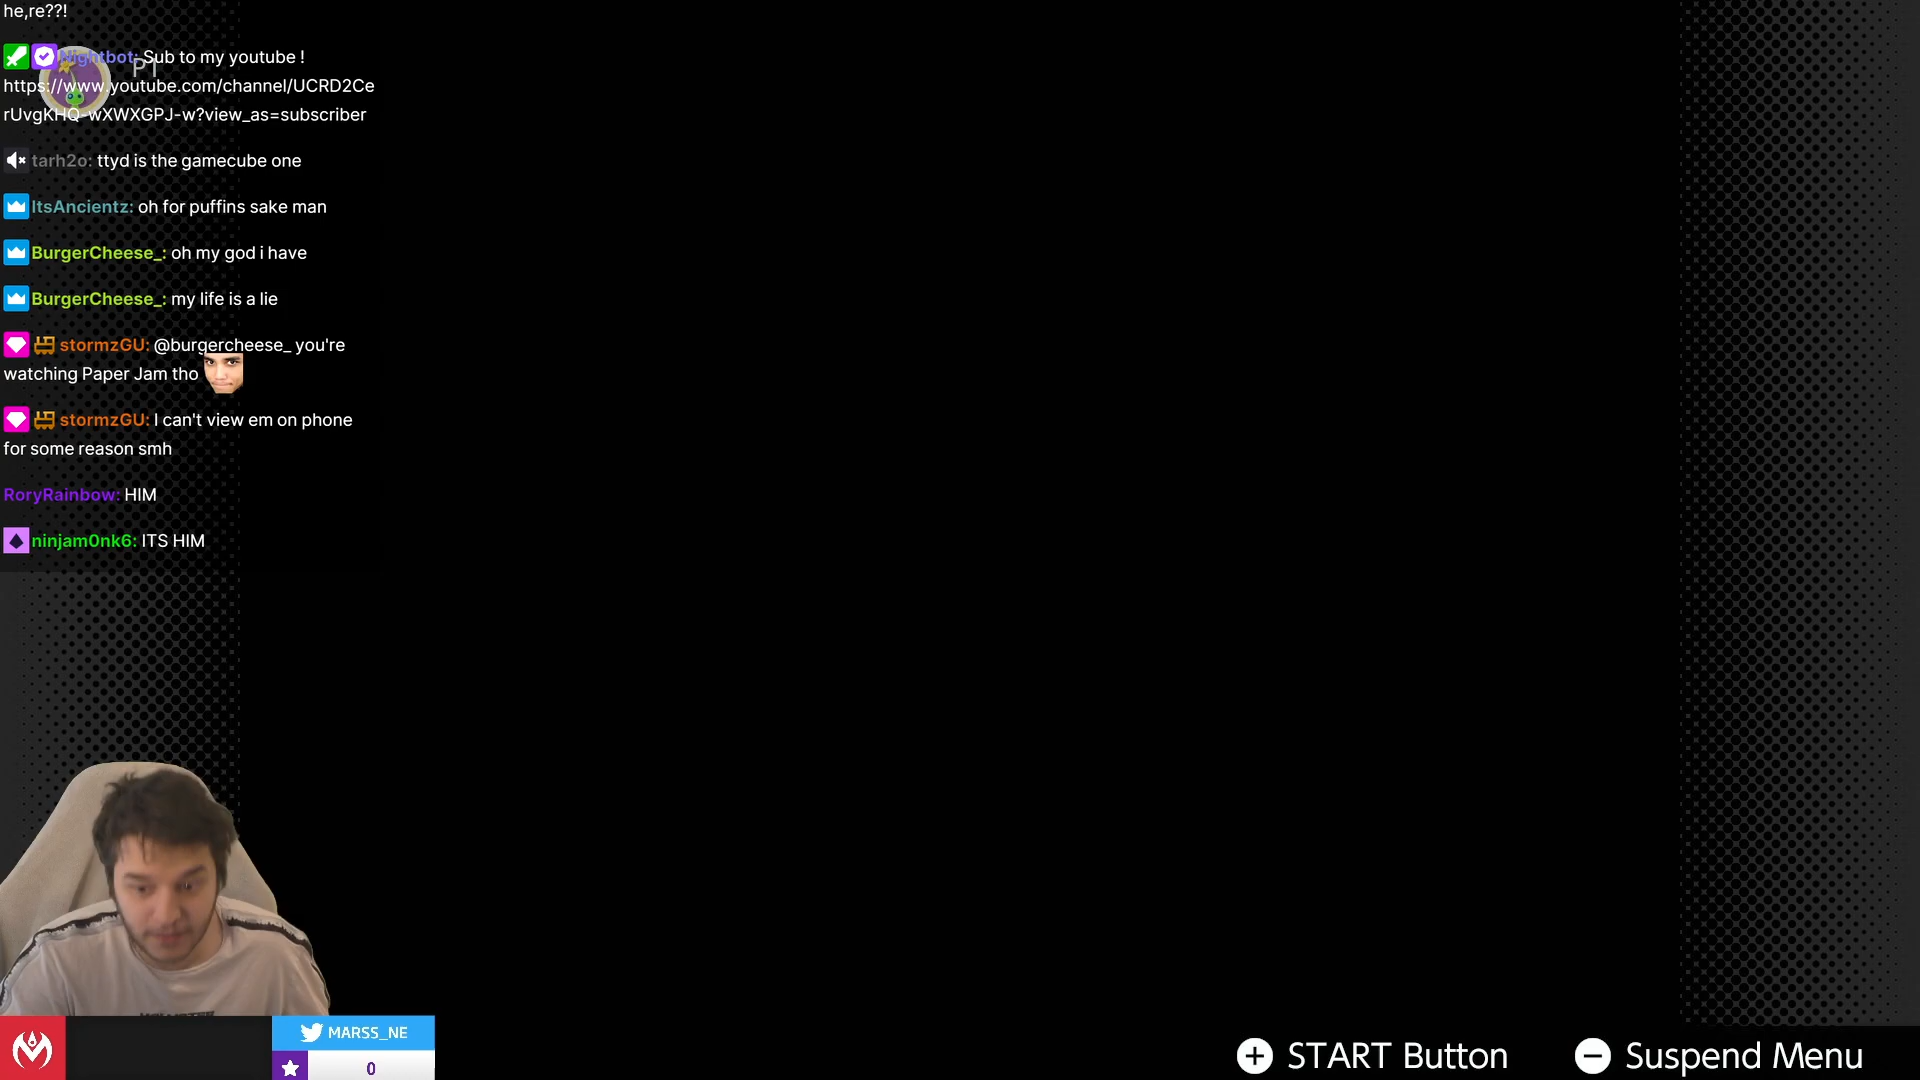 he,re??!
Nightbot: Sub to my youtube !
P1
https://www.youtube.com/channel/UCRD2Ce
rUvgKHQ-wXWXGPJ-w?view_as=subscriber
tarh2o: ttyd is the gamecube one
ItsAncientz: oh for puffins sake man
BurgerCheese_: oh my god i have
BurgerCheese_: my life is a lie
stormzGU: @burgercheese_ you're
watching Paper Jam tho
stormzGU: I can't view em on phone
for some reason smh
RoryRainbow: HIM
ninjam0nk6: ITS HIM
MARSS_NE
0
START Button
Suspend Menu